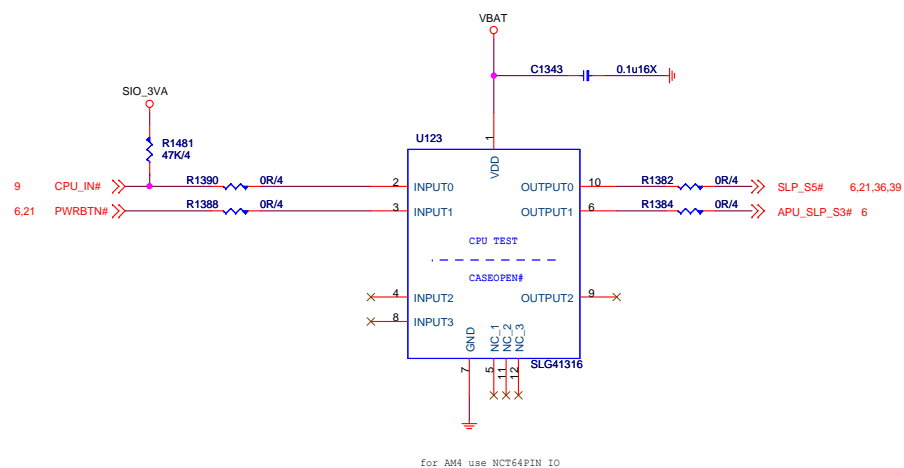 VBAT
C1343 0.1u16X
SIO_3VA
R1481
47K/4
U123
1
VDD
9 CPU_IN# R1390 0R/4 2 INPUT0
OUTPUT0 10 R1382 0R/4 SLP_S5# 6,21,36,39
6,21 PWRBTN# R1388 0R/4 3 INPUT1
OUTPUT1 6 R1384 0R/4 APU_SLP_S3# 6
CPU TEST
CASEOPEN#
4 INPUT2
OUTPUT2 9
8 INPUT3
GND NC_1 NC_2 NC_3
SLG41316
7 5 11 12
for AM4 use NCT64PIN IO